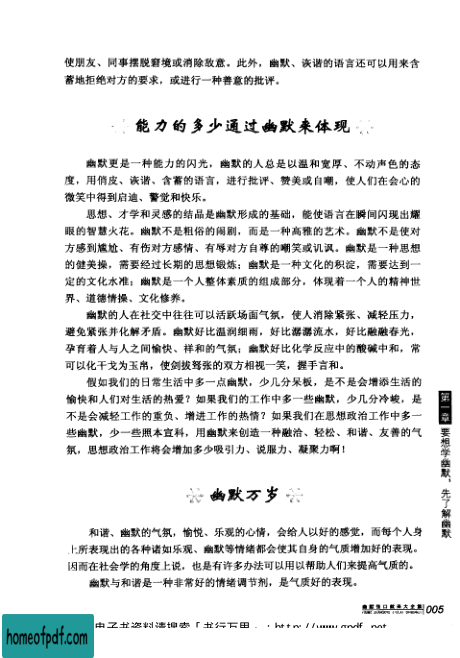 使朋友、同事摆脱窘境或消除敌意。此外，幽默、诙谐的语言还可以用来含
蓄地拒绝对方的要求，或进行一种善意的批评。
能力的多少通过幽默来体现
幽默更是一种能力的闪光，幽默的人总是以温和宽厚、不动声色的态
度，用俏皮、诙谐、含蓄的语言，进行批评、赞美或自嘲，使人们在会心的
微笑中得到启迪、警觉和快乐。
思想、才学和灵感的结晶是幽默形成的基础，能使语言在瞬间闪现出耀
眼的智慧火花。幽默不是粗俗的闹剧，而是一种高雅的艺术。幽默不是使对
方感到尴尬、有伤对方感情、有辱对方自尊的嘲笑或讥讽。幽默是一种思想
的健美操，需要经过长期的思想锻炼；幽默是一种文化的积淀，需要达到一
定的文化水准；幽默是一个人整体素质的组成部分，体现着一个人的精神世
界、道德情操、文化修养。
幽默的人在社交中往往可以活跃场面气氛，使人消除紧张、减轻压力，
避免紧张并化解矛盾。幽默好比温润细雨，好比潺潺流水，好比融融春光，
孕育着人与人之间愉快、祥和的气氛；幽默好比化学反应中的酸碱中和，常
可以化干戈为玉帛，使剑拔弩张的双方相视一笑，握手言和。
假如我们的日常生活中多一点幽默，少几分呆板，是不是会增添生活的
愉快和人们对生活的热爱？如果我们的工作中多一些幽默，少几分冷峻，是
不是会减轻工作的重负、增进工作的热情？如果我们在思想政治工作中多一
些幽默，少一些照本宣科，用幽默来创造一种融洽、轻松、和谐、友善的气
氛，思想政治工作将会增加多少吸引力、说服力、凝聚力啊！
幽默万岁
和谐、幽默的气氛，愉悦、乐观的心情，会给人以好的感觉，而每个人身
上所表现出的各种诸如乐观、幽默等情绪都会使其自身的气质增加好的表现。
因而在社会学的角度上说，也是有许多办法可以用以帮助人们来提高气质的。
幽默与和谐是一种非常好的情绪调节剂，是气质好的表现。
第一章 要想学幽默，先了解幽默
005
电子书资料请搜索「书行万里」：http://www.gpdf.net
homeofpdf.com